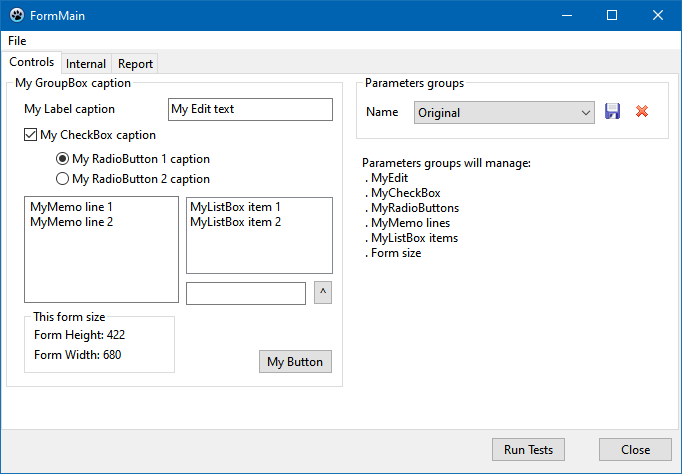 FormMain
File
Controls Internal Report
My GroupBox caption
My Label caption My Edit text
My CheckBox caption
My RadioButton 1 caption
My RadioButton 2 caption
MyMemo line 1
MyMemo line 2
MyListBox item 1
MyListBox item 2
^
This form size
Form Height: 422
Form Width: 680
My Button
Parameters groups
Name Original
Parameters groups will manage:
. MyEdit
. MyCheckBox
. MyRadioButtons
. MyMemo lines
. MyListBox items
. Form size
Run Tests Close